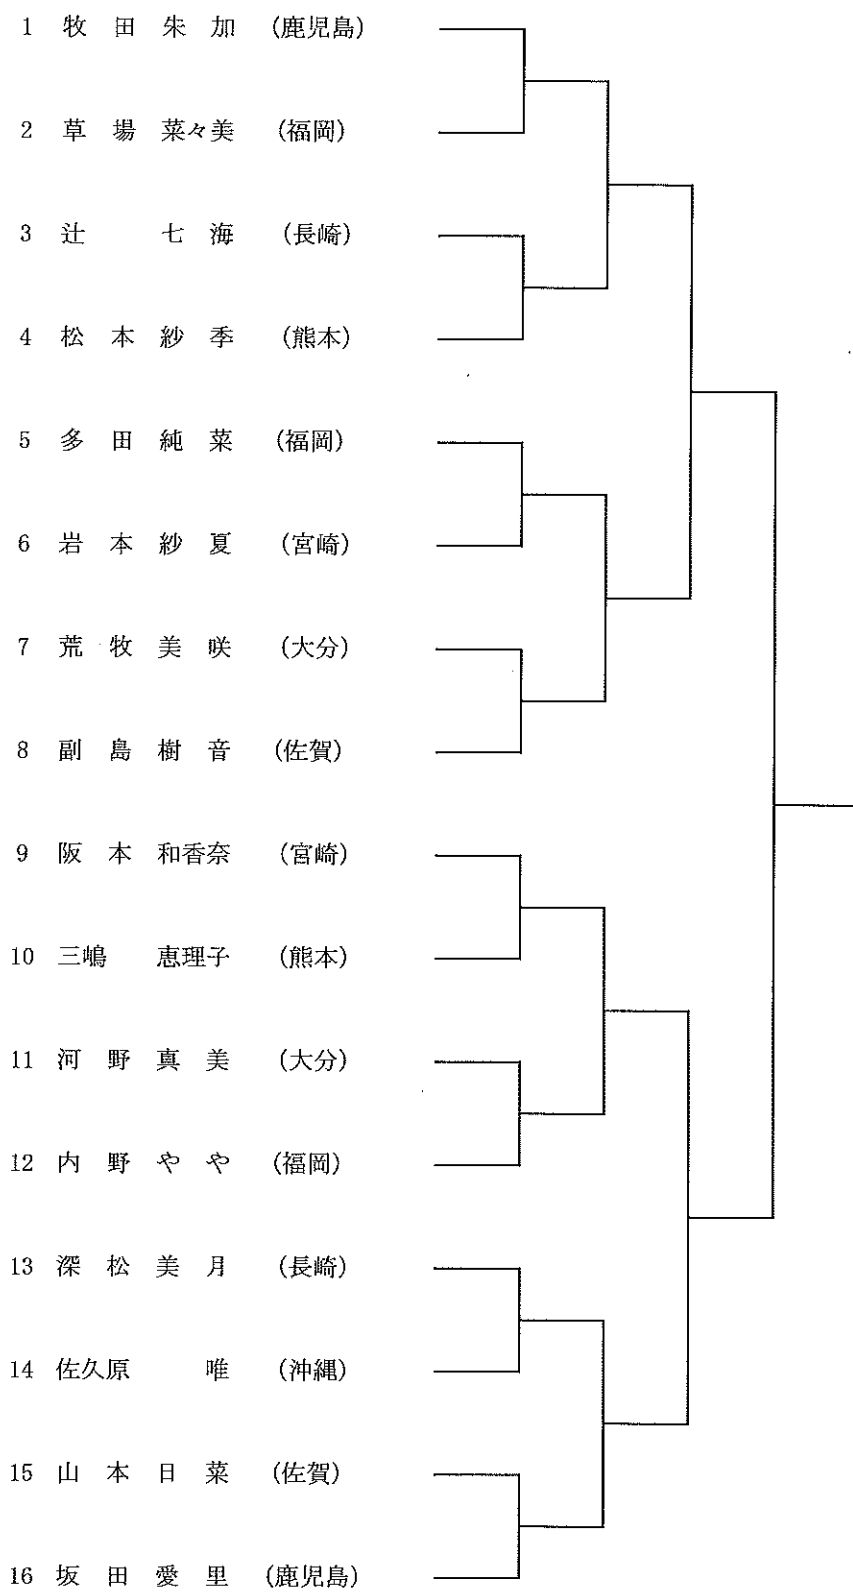 1 牧田朱加 (鹿児島)
2 草場菜々美 (福岡)
3 辻 七海 (長崎)
4 松本紗季 (熊本)
5 多田純菜 (福岡)
6 岩本紗夏 (宮崎)
7 荒牧美咲 (大分)
8 副島樹音 (佐賀)
9 阪本和香奈 (宮崎)
10 三嶋 恵理子 (熊本)
11 河野真美 (大分)
12 内野やや (福岡)
13 深松美月 (長崎)
14 佐久原 唯 (沖縄)
15 山本日菜 (佐賀)
16 坂田愛里 (鹿児島)